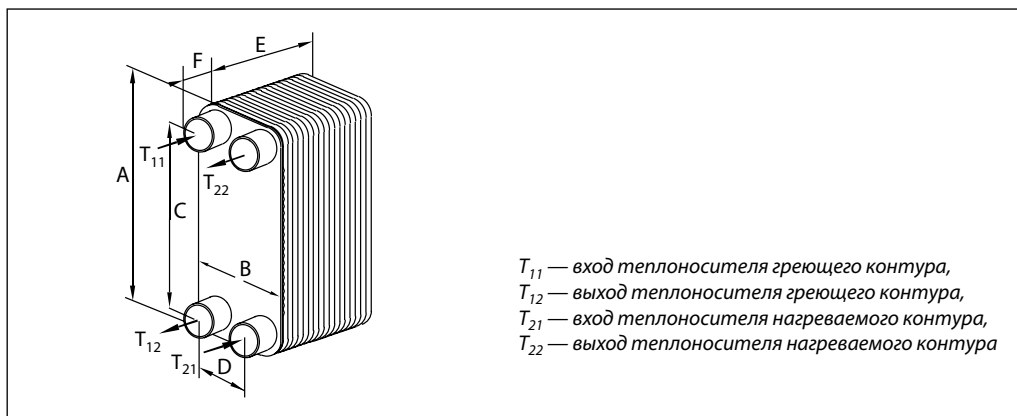 F
E
T₁₁
T₂₂
A
C
B
T₁₂
T₂₁
D
T₁₁ — вход теплоносителя греющего контура,
T₁₂ — выход теплоносителя греющего контура,
T₂₁ — вход теплоносителя нагреваемого контура,
T₂₂ — выход теплоносителя нагреваемого контура